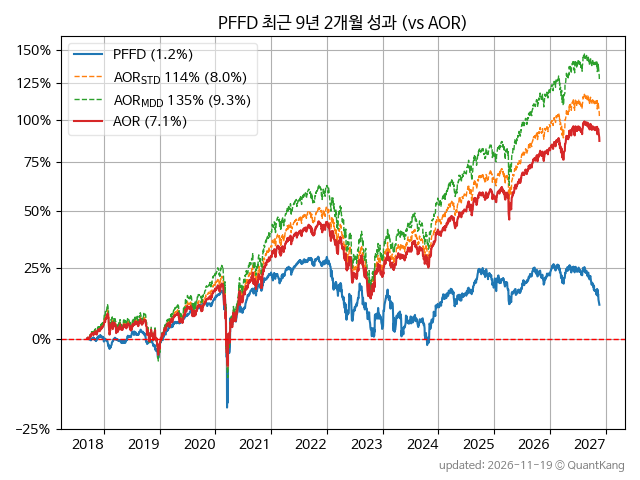 PFFD 최근 9년 2개월 성과 (vs AOR)
PFFD (1.2%)
AORSTD 114% (8.0%)
AORMDD 135% (9.3%)
AOR (7.1%)
150%
125%
100%
75%
50%
25%
0%
−25%
2018 2019 2020 2021 2022 2023 2024 2025 2026 2027
updated: 2026-11-19 © QuantKang